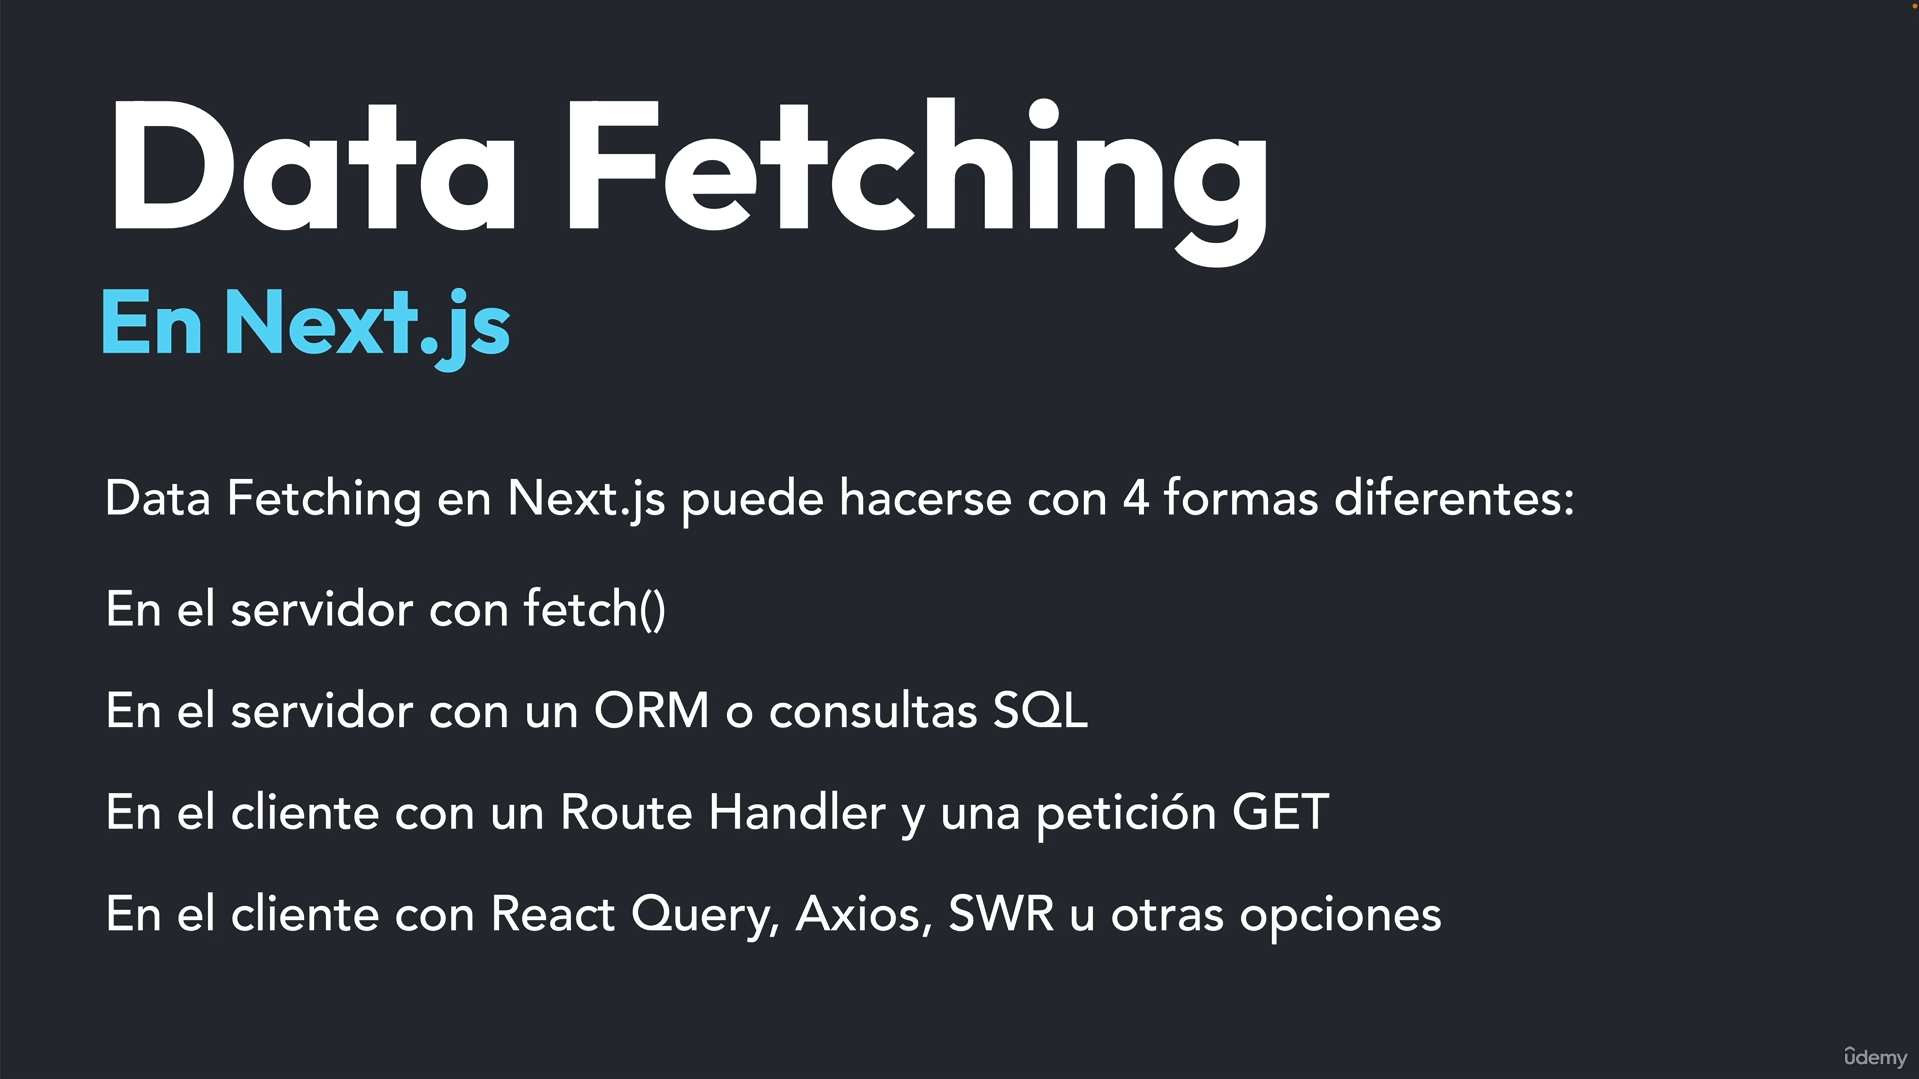 Data Fetching
En Next.js
Data Fetching en Next.js puede hacerse con 4 formas diferentes:
En el servidor con fetch()
En el servidor con un ORM o consultas SQL
En el cliente con un Route Handler y una petición GET
En el cliente con React Query, Axios, SWR u otras opciones
udemy